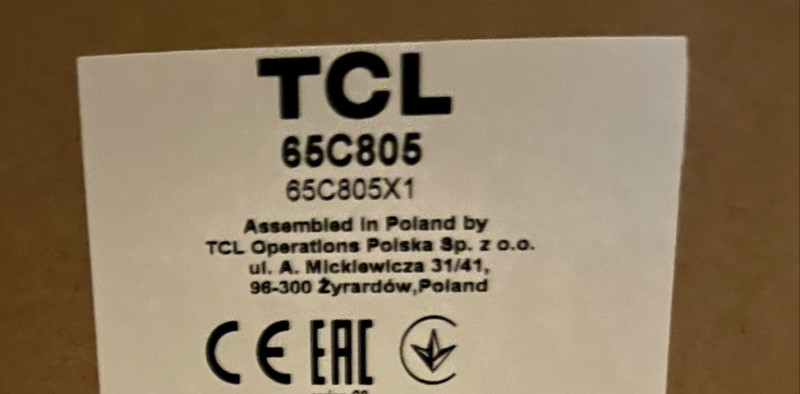 TCL
65C805
65C805X1
Assembled in Poland by
TCL Operations Polska Sp. z o.o.
ul. A. Mickiewicza 31/41,
96-300 Żyrardów,Poland
CE EAC